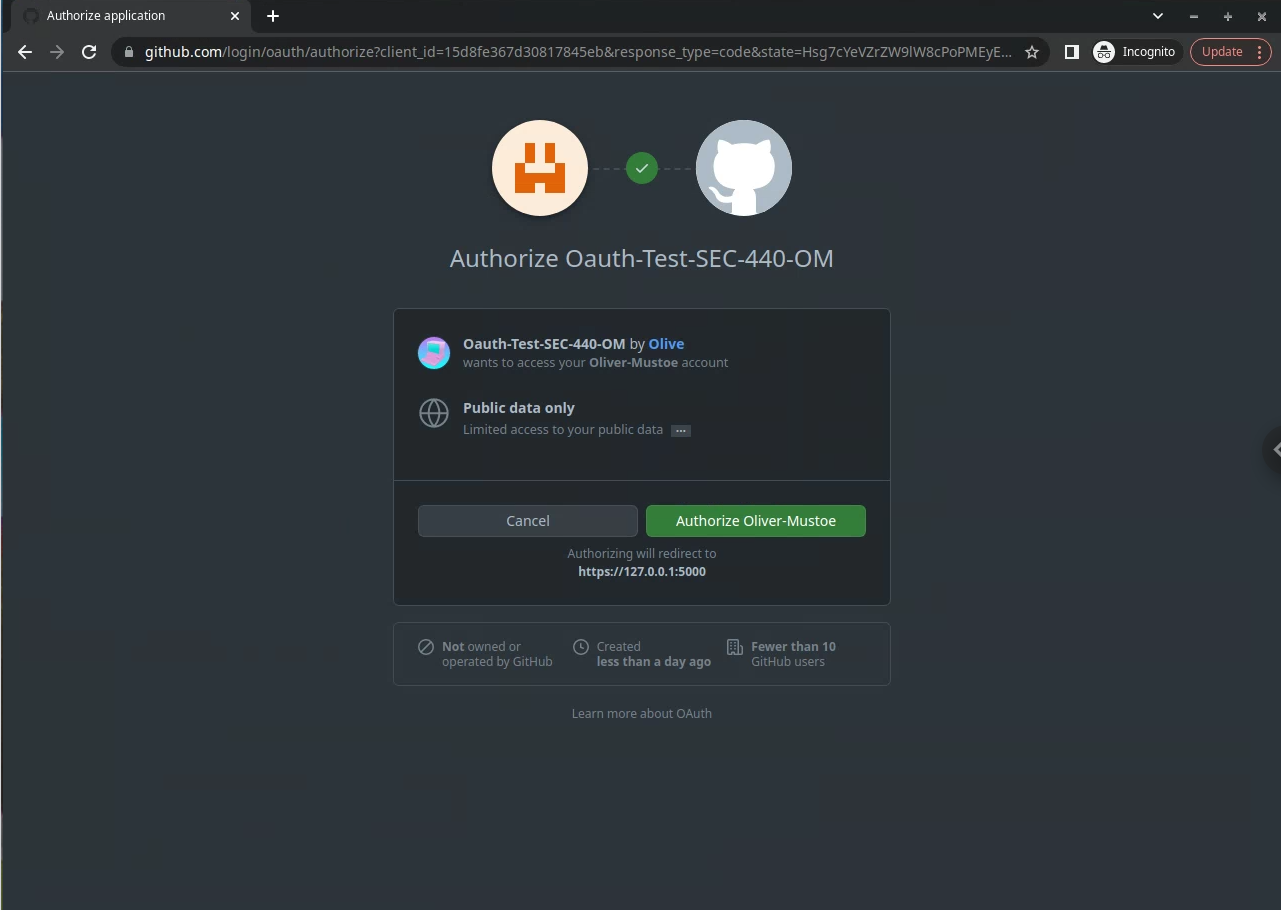 Authorize application
github.com/login/oauth/authorize?client_id=15d8fe367d30817845eb&response_type=code&state=Hsg7cYeVZrZW9lW8cPoPMEyE...
Incognito
Update
Authorize Oauth-Test-SEC-440-OM
Oauth-Test-SEC-440-OM by Olive
wants to access your Oliver-Mustoe account
Public data only
Limited access to your public data ...
Cancel
Authorize Oliver-Mustoe
Authorizing will redirect to
https://127.0.0.1:5000
Not owned or
operated by GitHub
Created
less than a day ago
Fewer than 10
GitHub users
Learn more about OAuth